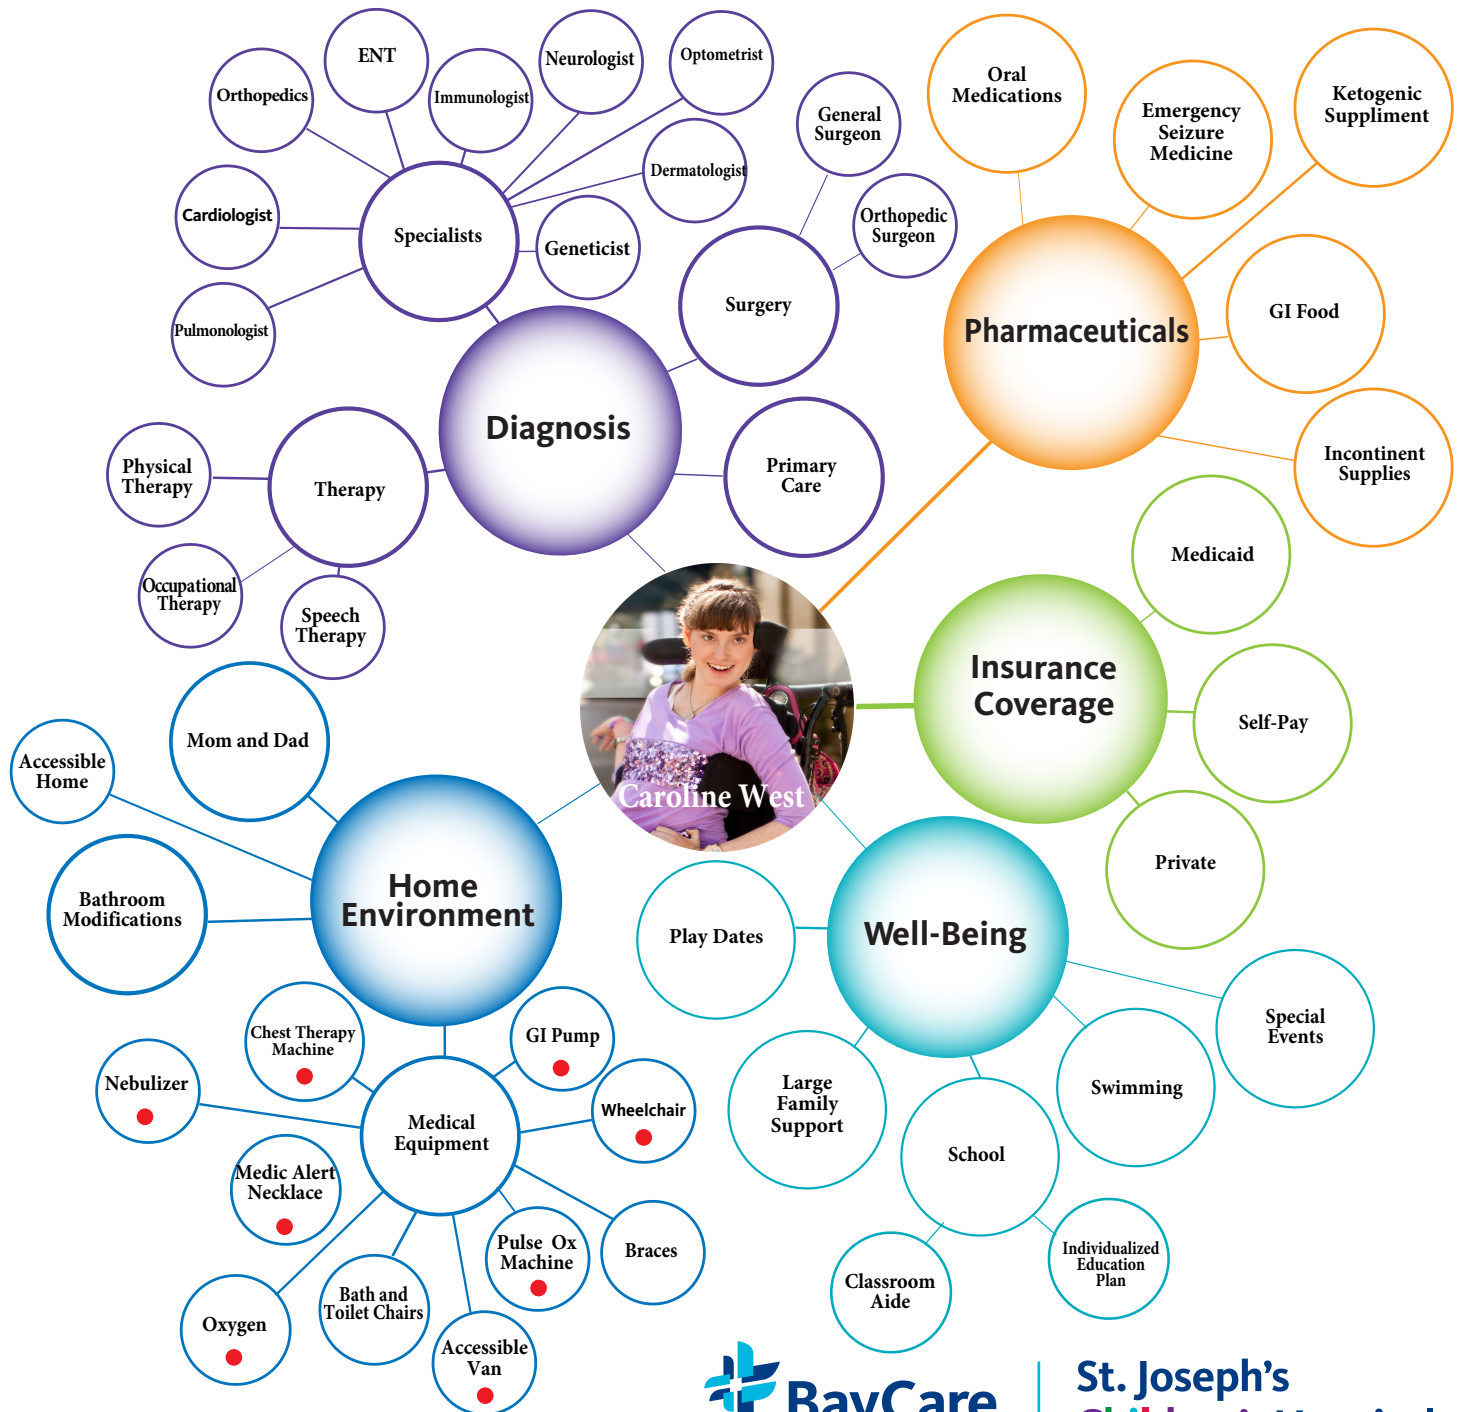 ENT
Neurologist
Optometrist
Orthopedics
Immunologist
Dermatologist
Cardiologist
Specialists
Geneticist
Pulmonologist
General
Surgeon
Orthopedic
Surgeon
Surgery
Diagnosis
Primary
Care
Therapy
Physical
Therapy
Occupational
Therapy
Speech
Therapy
Oral
Medications
Emergency
Seizure
Medicine
Ketogenic
Suppliment
Pharmaceuticals
GI Food
Incontinent
Supplies
Medicaid
Insurance
Coverage
Self-Pay
Private
Caroline West
Mom and Dad
Accessible
Home
Bathroom
Modifications
Home
Environment
Chest Therapy
Machine
GI Pump
Nebulizer
Medical
Equipment
Wheelchair
Medic Alert
Necklace
Pulse Ox
Machine
Braces
Oxygen
Bath and
Toilet Chairs
Accessible
Van
Well-Being
Play Dates
Special
Events
Large
Family
Support
Swimming
School
Classroom
Aide
Individualized
Education
Plan
BayCare
St. Joseph's